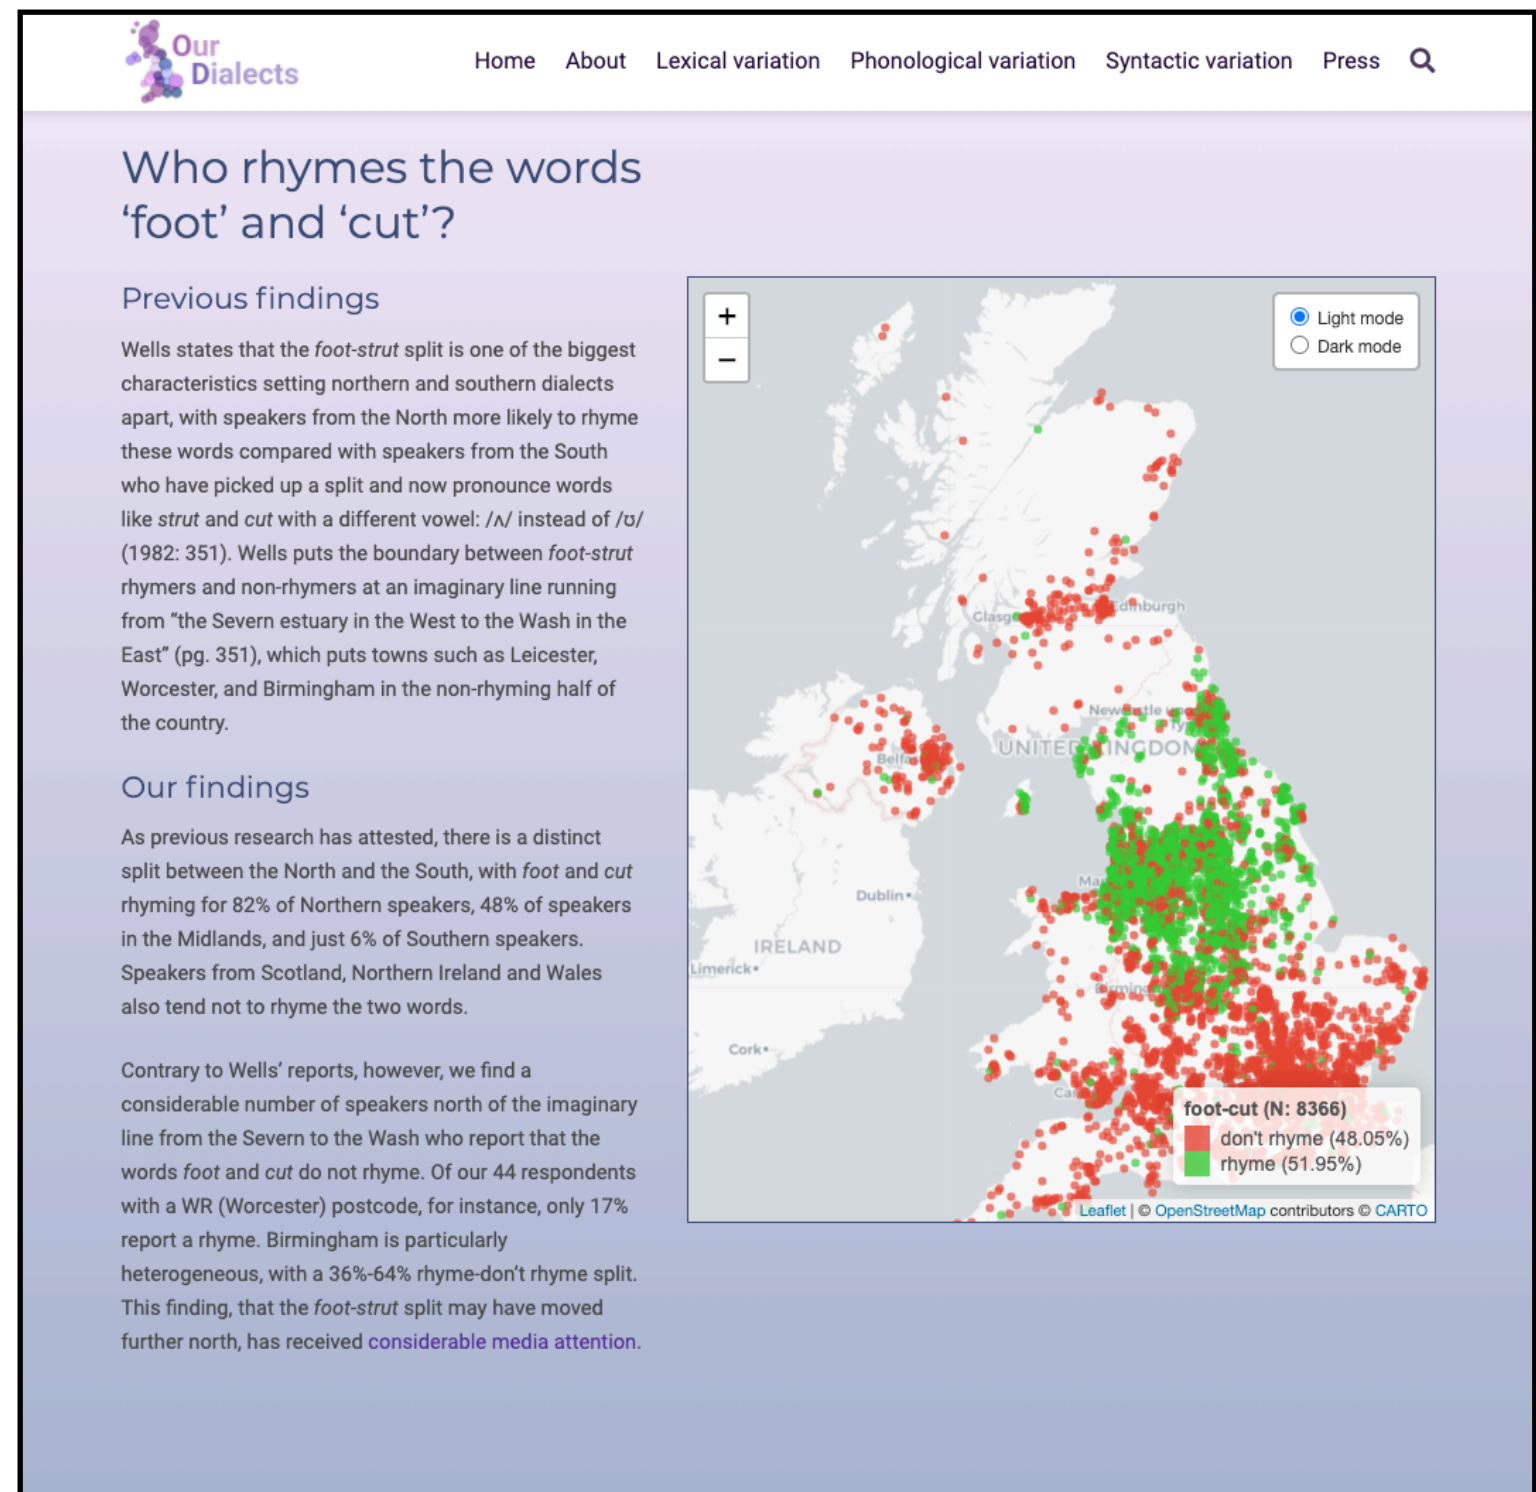 Our
Dialects
Home About Lexical variation Phonological variation Syntactic variation Press
Who rhymes the words
‘foot’ and ‘cut’?
Previous findings
Wells states that the foot-strut split is one of the biggest
characteristics setting northern and southern dialects
apart, with speakers from the North more likely to rhyme
these words compared with speakers from the South
who have picked up a split and now pronounce words
like strut and cut with a different vowel: /ʌ/ instead of /ʊ/
(1982: 351). Wells puts the boundary between foot-strut
rhymers and non-rhymers at an imaginary line running
from “the Severn estuary in the West to the Wash in the
East” (pg. 351), which puts towns such as Leicester,
Worcester, and Birmingham in the non-rhyming half of
the country.
Our findings
As previous research has attested, there is a distinct
split between the North and the South, with foot and cut
rhyming for 82% of Northern speakers, 48% of speakers
in the Midlands, and just 6% of Southern speakers.
Speakers from Scotland, Northern Ireland and Wales
also tend not to rhyme the two words.
Contrary to Wells’ reports, however, we find a
considerable number of speakers north of the imaginary
line from the Severn to the Wash who report that the
words foot and cut do not rhyme. Of our 44 respondents
with a WR (Worcester) postcode, for instance, only 17%
report a rhyme. Birmingham is particularly
heterogeneous, with a 36%-64% rhyme-don’t rhyme split.
This finding, that the foot-strut split may have moved
further north, has received considerable media attention.
+
−
Light mode
Dark mode
Edinburgh
UNITED KINGDOM
Dublin
IRELAND
Limerick
Cork
foot-cut (N: 8366)
don't rhyme (48.05%)
rhyme (51.95%)
Leaflet | © OpenStreetMap contributors © CARTO